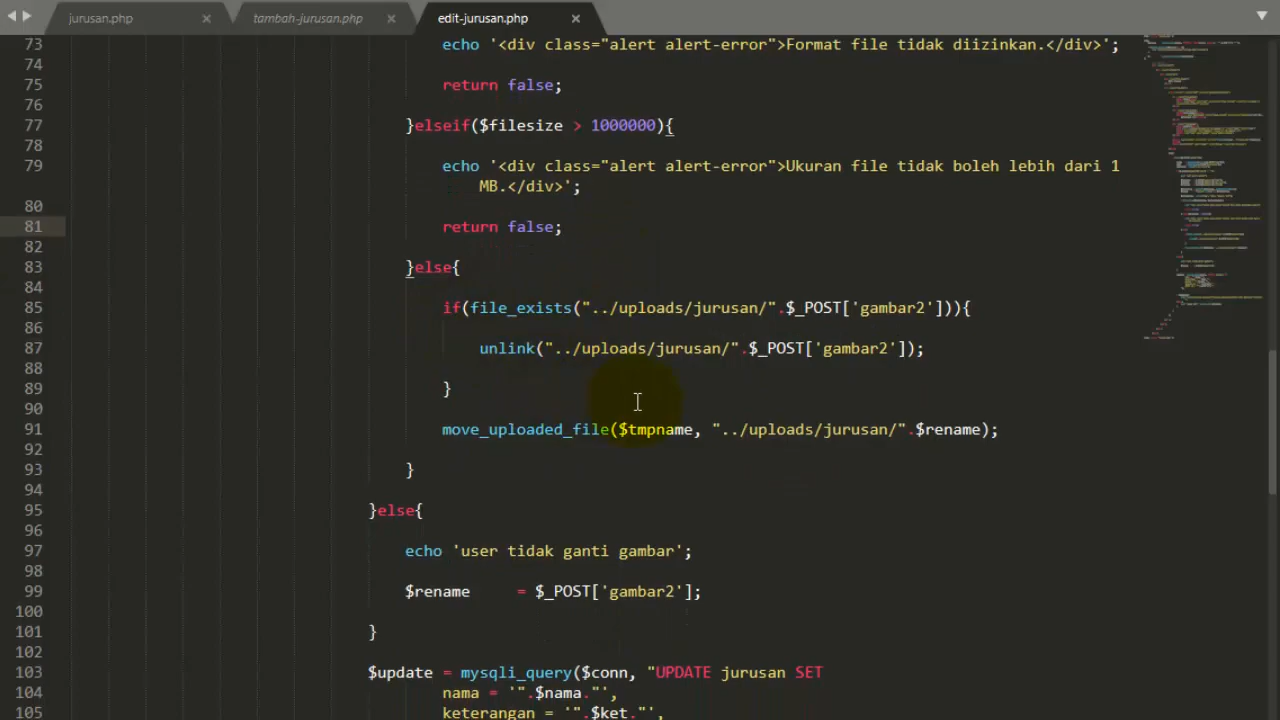 jurusan.php × tambah-jurusan.php × edit-jurusan.php ×
73 echo '<div class="alert alert-error">Format file tidak diizinkan.</div>';
74
75 return false;
76
77 }elseif($filesize > 1000000){
78
79 echo '<div class="alert alert-error">Ukuran file tidak boleh lebih dari 1
MB.</div>';
80
81 return false;
82
83 }else{
84
85 if(file_exists("../uploads/jurusan/".$_POST['gambar2'])){
86
87 unlink("../uploads/jurusan/".$_POST['gambar2']);
88
89 }
90
91 move_uploaded_file($tmpname, "../uploads/jurusan/".$rename);
92
93 }
94
95 }else{
96
97 echo 'user tidak ganti gambar';
98
99 $rename = $_POST['gambar2'];
100
101 }
102
103 $update = mysqli_query($conn, "UPDATE jurusan SET
104 nama = '".$nama."',
105 keterangan = '".$ket."',